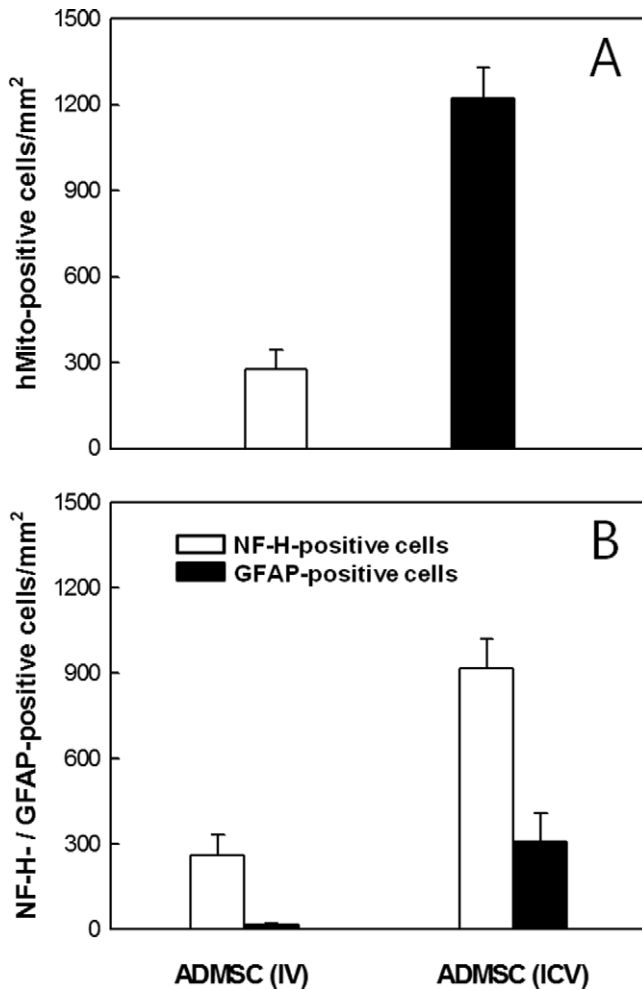 A
hMito-positive cells/mm²
1500
1200
900
600
300
0
B
NF-H- / GFAP-positive cells/mm²
1500
1200
900
600
300
0
NF-H-positive cells
GFAP-positive cells
ADMSC (IV)
ADMSC (ICV)